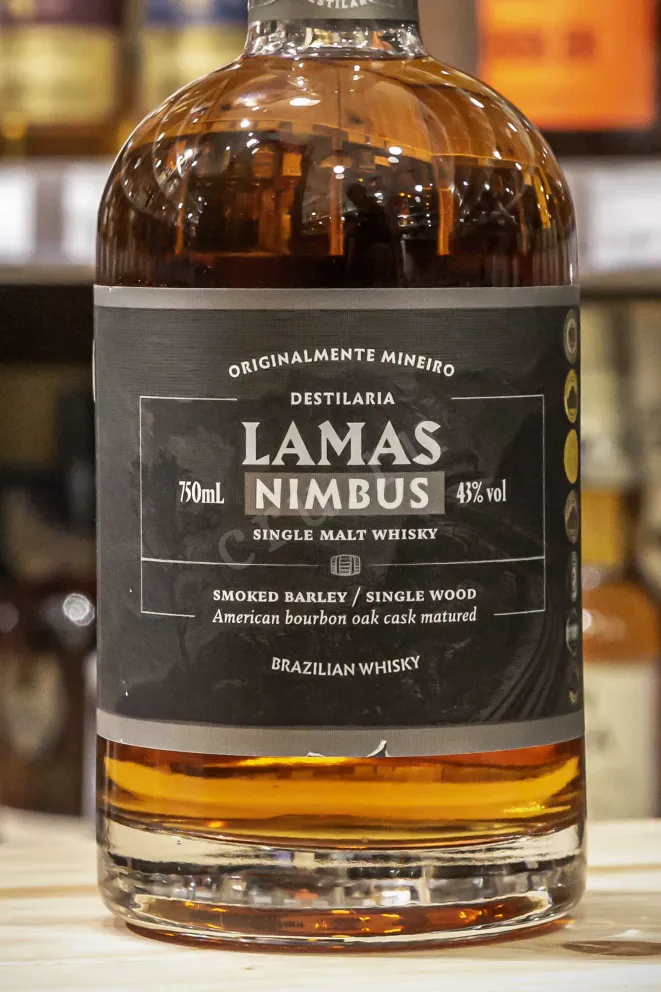 ORIGINALMENTE MINEIRO
DESTILARIA
LAMAS
750mL NIMBUS 43% vol
SINGLE MALT WHISKY
SMOKED BARLEY / SINGLE WOOD
American bourbon oak cask matured
BRAZILIAN WHISKY